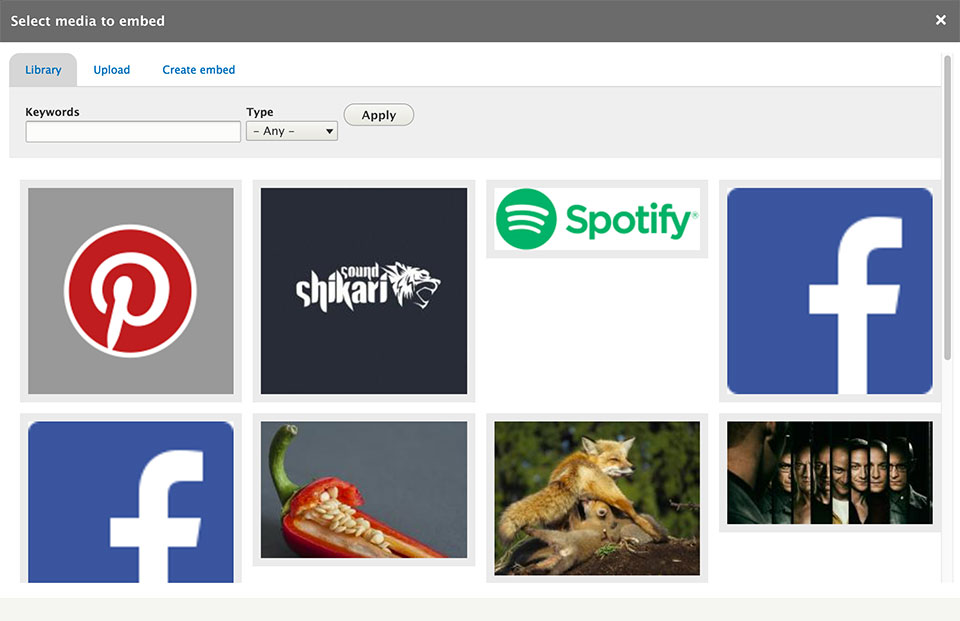 Select media to embed
×
Library Upload Create embed
Keywords Type
Apply
- Any -
Spotify®
sound
shikari